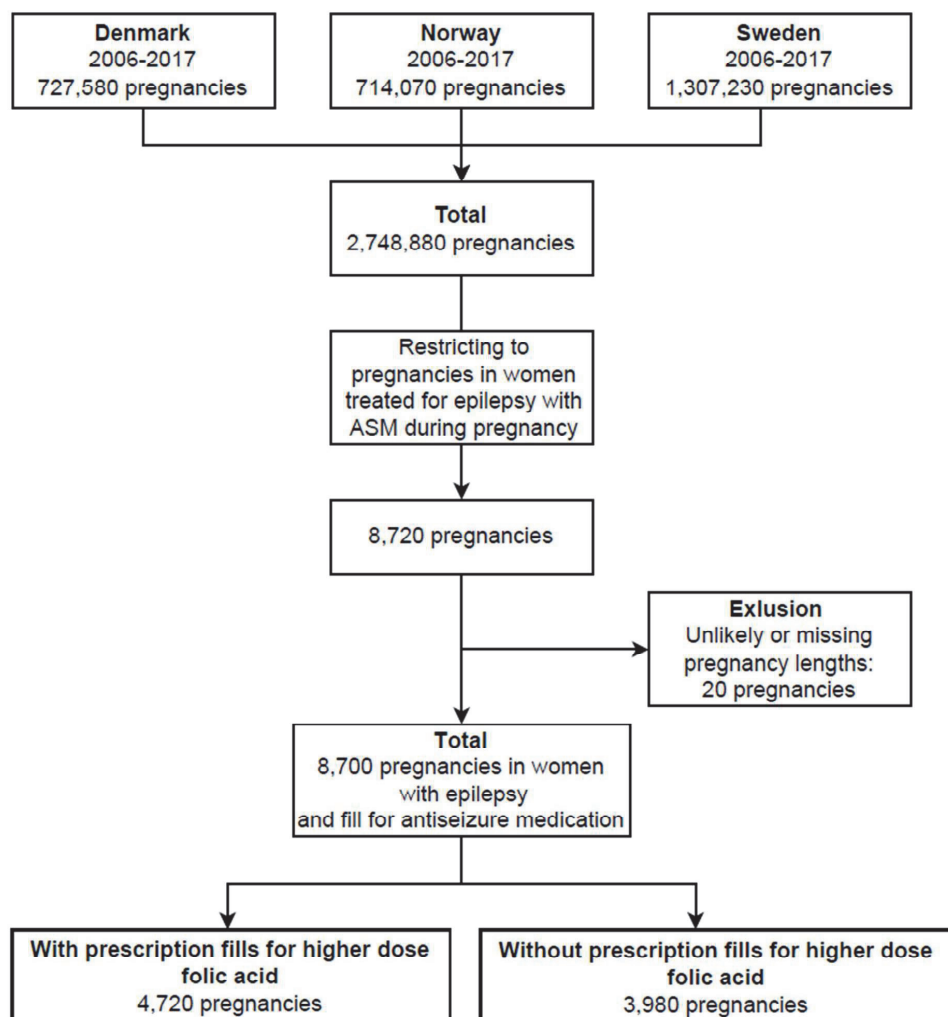 Denmark
2006-2017
727,580 pregnancies
Norway
2006-2017
714,070 pregnancies
Sweden
2006-2017
1,307,230 pregnancies
Total
2,748,880 pregnancies
Restricting to
pregnancies in women
treated for epilepsy with
ASM during pregnancy
8,720 pregnancies
Exlusion
Unlikely or missing
pregnancy lengths:
20 pregnancies
Total
8,700 pregnancies in women
with epilepsy
and fill for antiseizure medication
With prescription fills for higher dose
folic acid
4,720 pregnancies
Without prescription fills for higher dose
folic acid
3,980 pregnancies